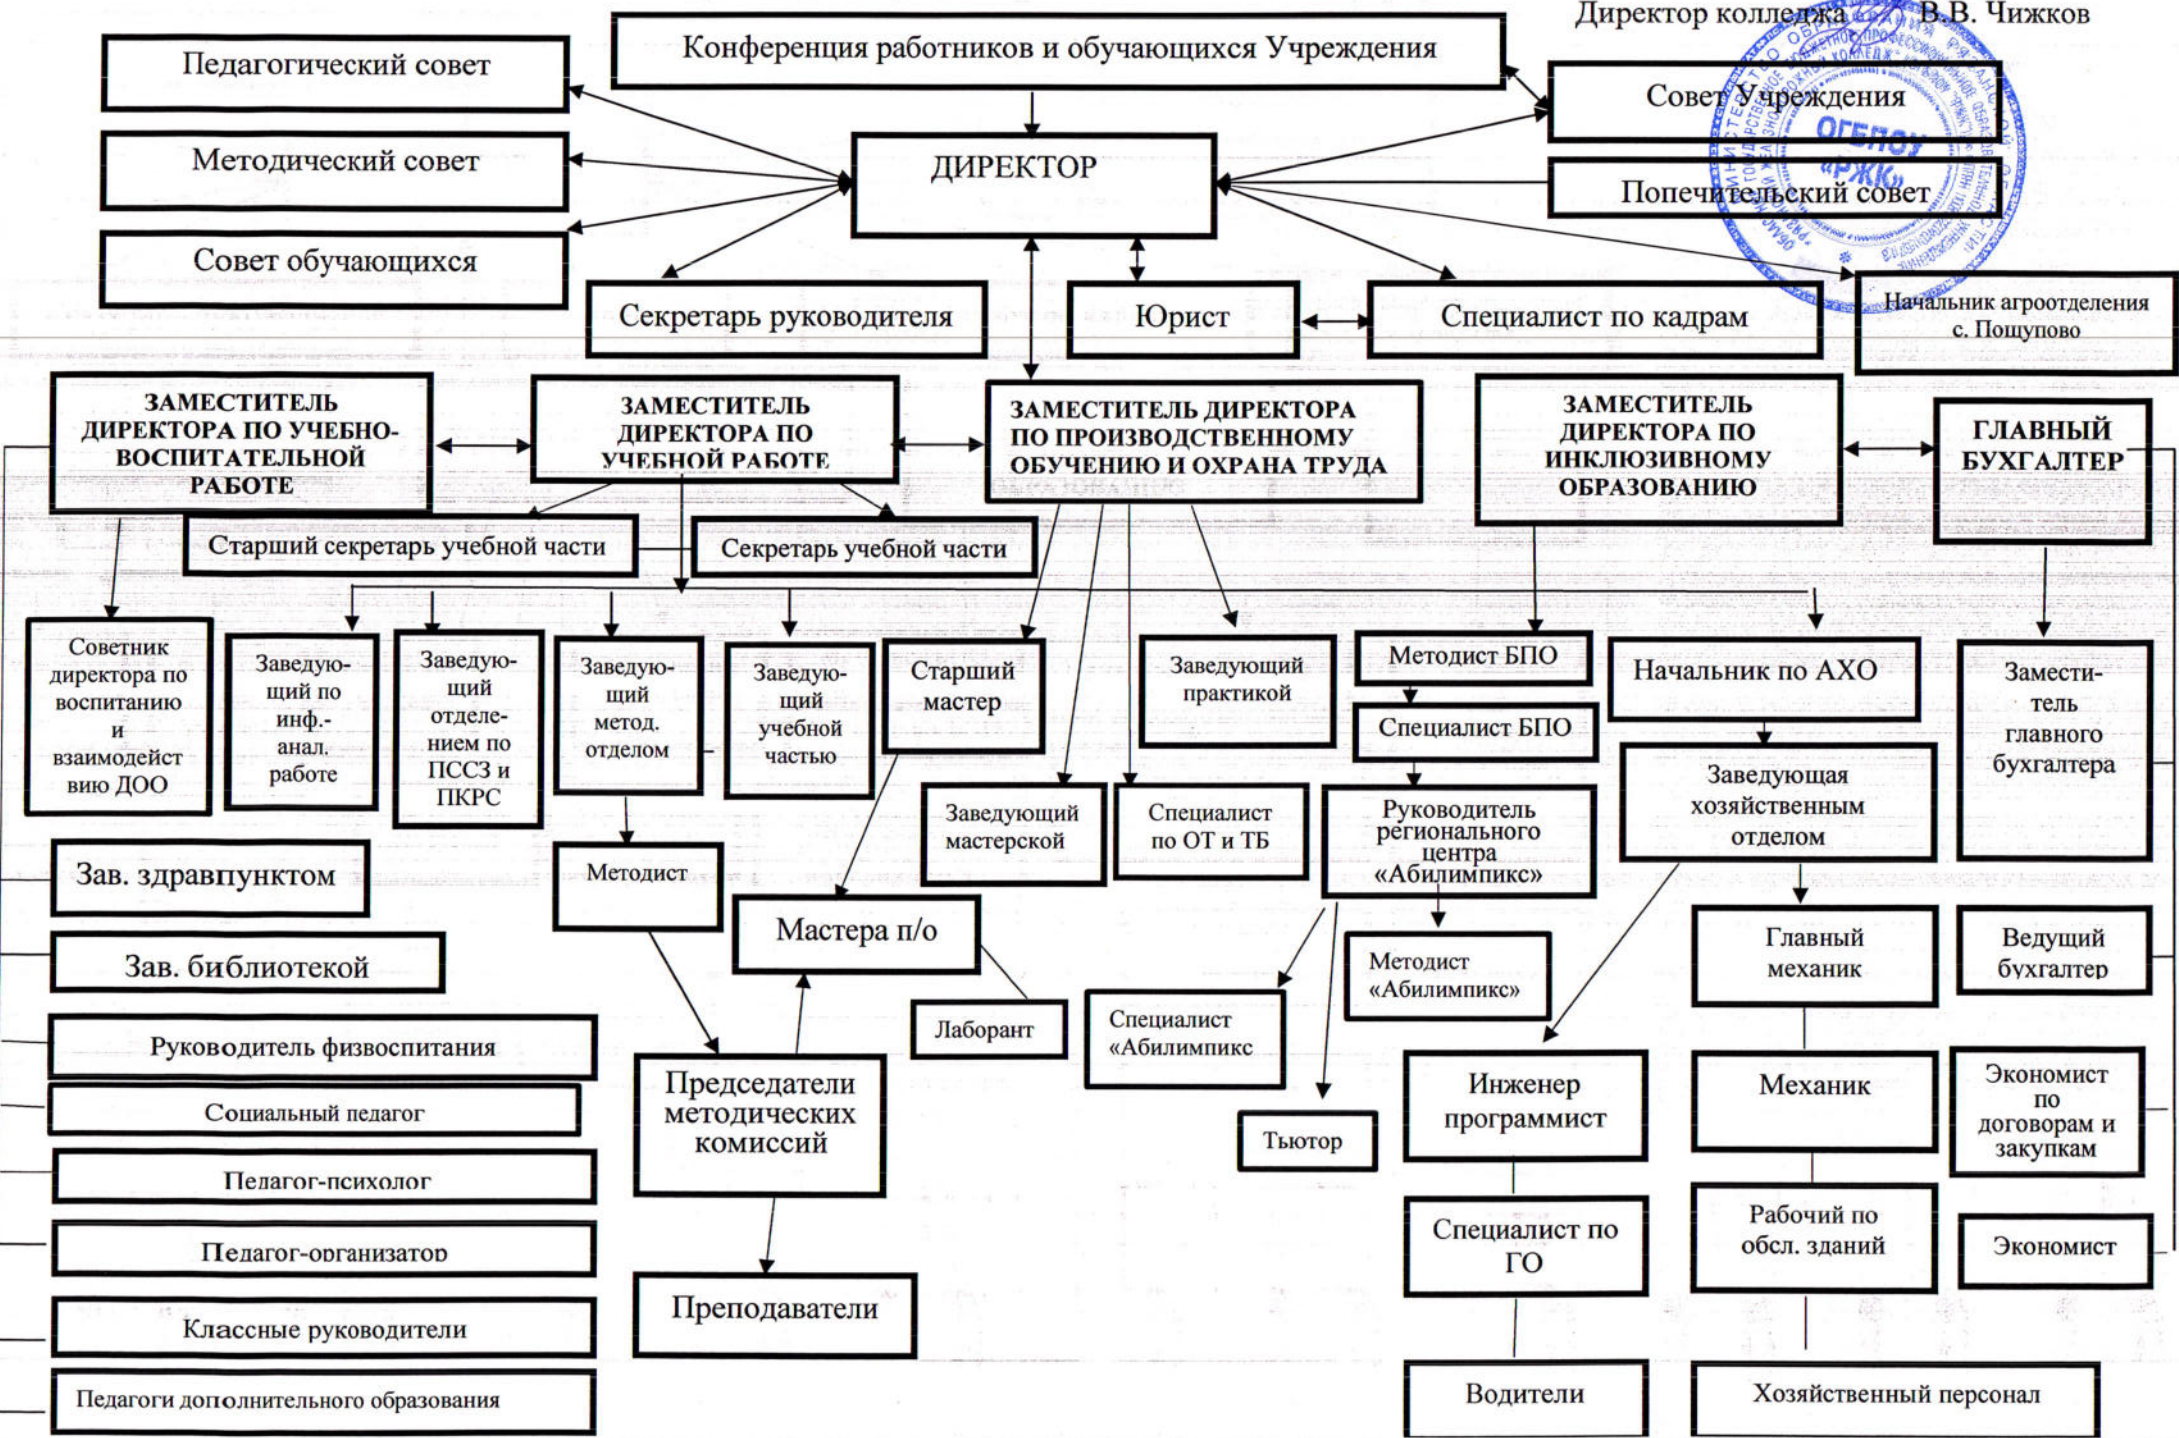 Директор колледжа В.В. Чижков
Конференция работников и обучающихся Учреждения
Педагогический совет
Совет Учреждения
ОГБПОУ
«РЖК»
Методический совет
ДИРЕКТОР
Попечительский совет
Совет обучающихся
Секретарь руководителя
Юрист
Специалист по кадрам
Начальник агроотделения
с. Пощупово
ЗАМЕСТИТЕЛЬ
ДИРЕКТОРА ПО УЧЕБНО-
ВОСПИТАТЕЛЬНОЙ
РАБОТЕ
ЗАМЕСТИТЕЛЬ
ДИРЕКТОРА ПО
УЧЕБНОЙ РАБОТЕ
ЗАМЕСТИТЕЛЬ ДИРЕКТОРА
ПО ПРОИЗВОДСТВЕННОМУ
ОБУЧЕНИЮ И ОХРАНА ТРУДА
ЗАМЕСТИТЕЛЬ
ДИРЕКТОРА ПО
ИНКЛЮЗИВНОМУ
ОБРАЗОВАНИЮ
ГЛАВНЫЙ
БУХГАЛТЕР
Старший секретарь учебной части
Секретарь учебной части
Советник
директора по
воспитанию
и
взаимодейст
вию ДОО
Заведую-
щий по
инф.-
анал.
работе
Заведую-
щий
отделе-
нием по
ПССЗ и
ПКРС
Заведую-
щий
метод.
отделом
Заведую-
щий
учебной
частью
Старший
мастер
Заведующий
практикой
Методист БПО
Специалист БПО
Начальник по АХО
Замести-
тель
главного
бухгалтера
Заведующий
мастерской
Специалист
по ОТ и ТБ
Руководитель
регионального
центра
«Абилимпикс»
Заведующая
хозяйственным
отделом
Зав. здравпунктом
Методист
Мастера п/о
Главный
механик
Ведущий
бухгалтер
Зав. библиотекой
Лаборант
Специалист
«Абилимпикс
Методист
«Абилимпикс»
Руководитель физвоспитания
Социальный педагог
Председатели
методических
комиссий
Тьютор
Инженер
программист
Механик
Экономист
по
договорам и
закупкам
Педагог-психолог
Педагог-организатор
Специалист по
ГО
Рабочий по
обсл. зданий
Экономист
Преподаватели
Классные руководители
Педагоги дополнительного образования
Водители
Хозяйственный персонал